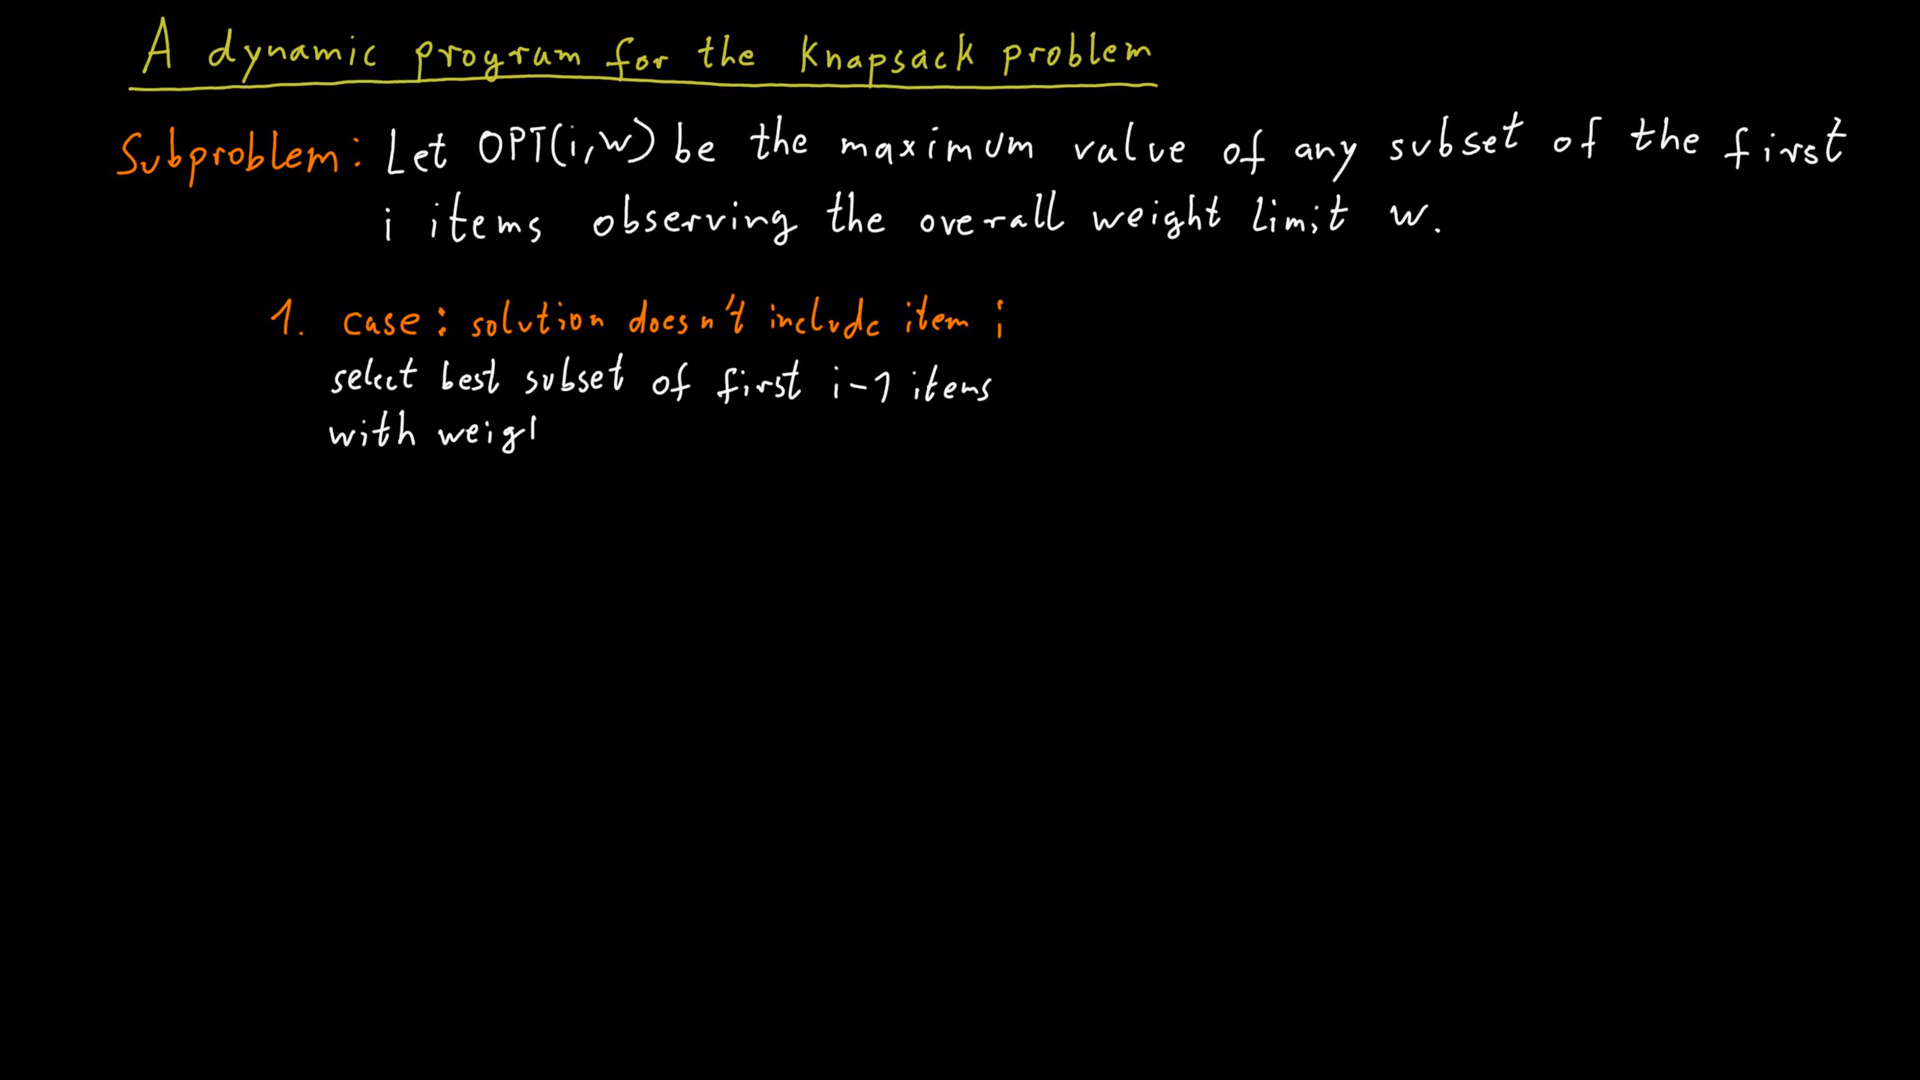 A dynamic program for the Knapsack problem
Subproblem: Let OPT(i,w) be the maximum value of any subset of the first
i items observing the overall weight limit w.
1. case: solution doesn't include item i
select best subset of first i-1 items
with weigl